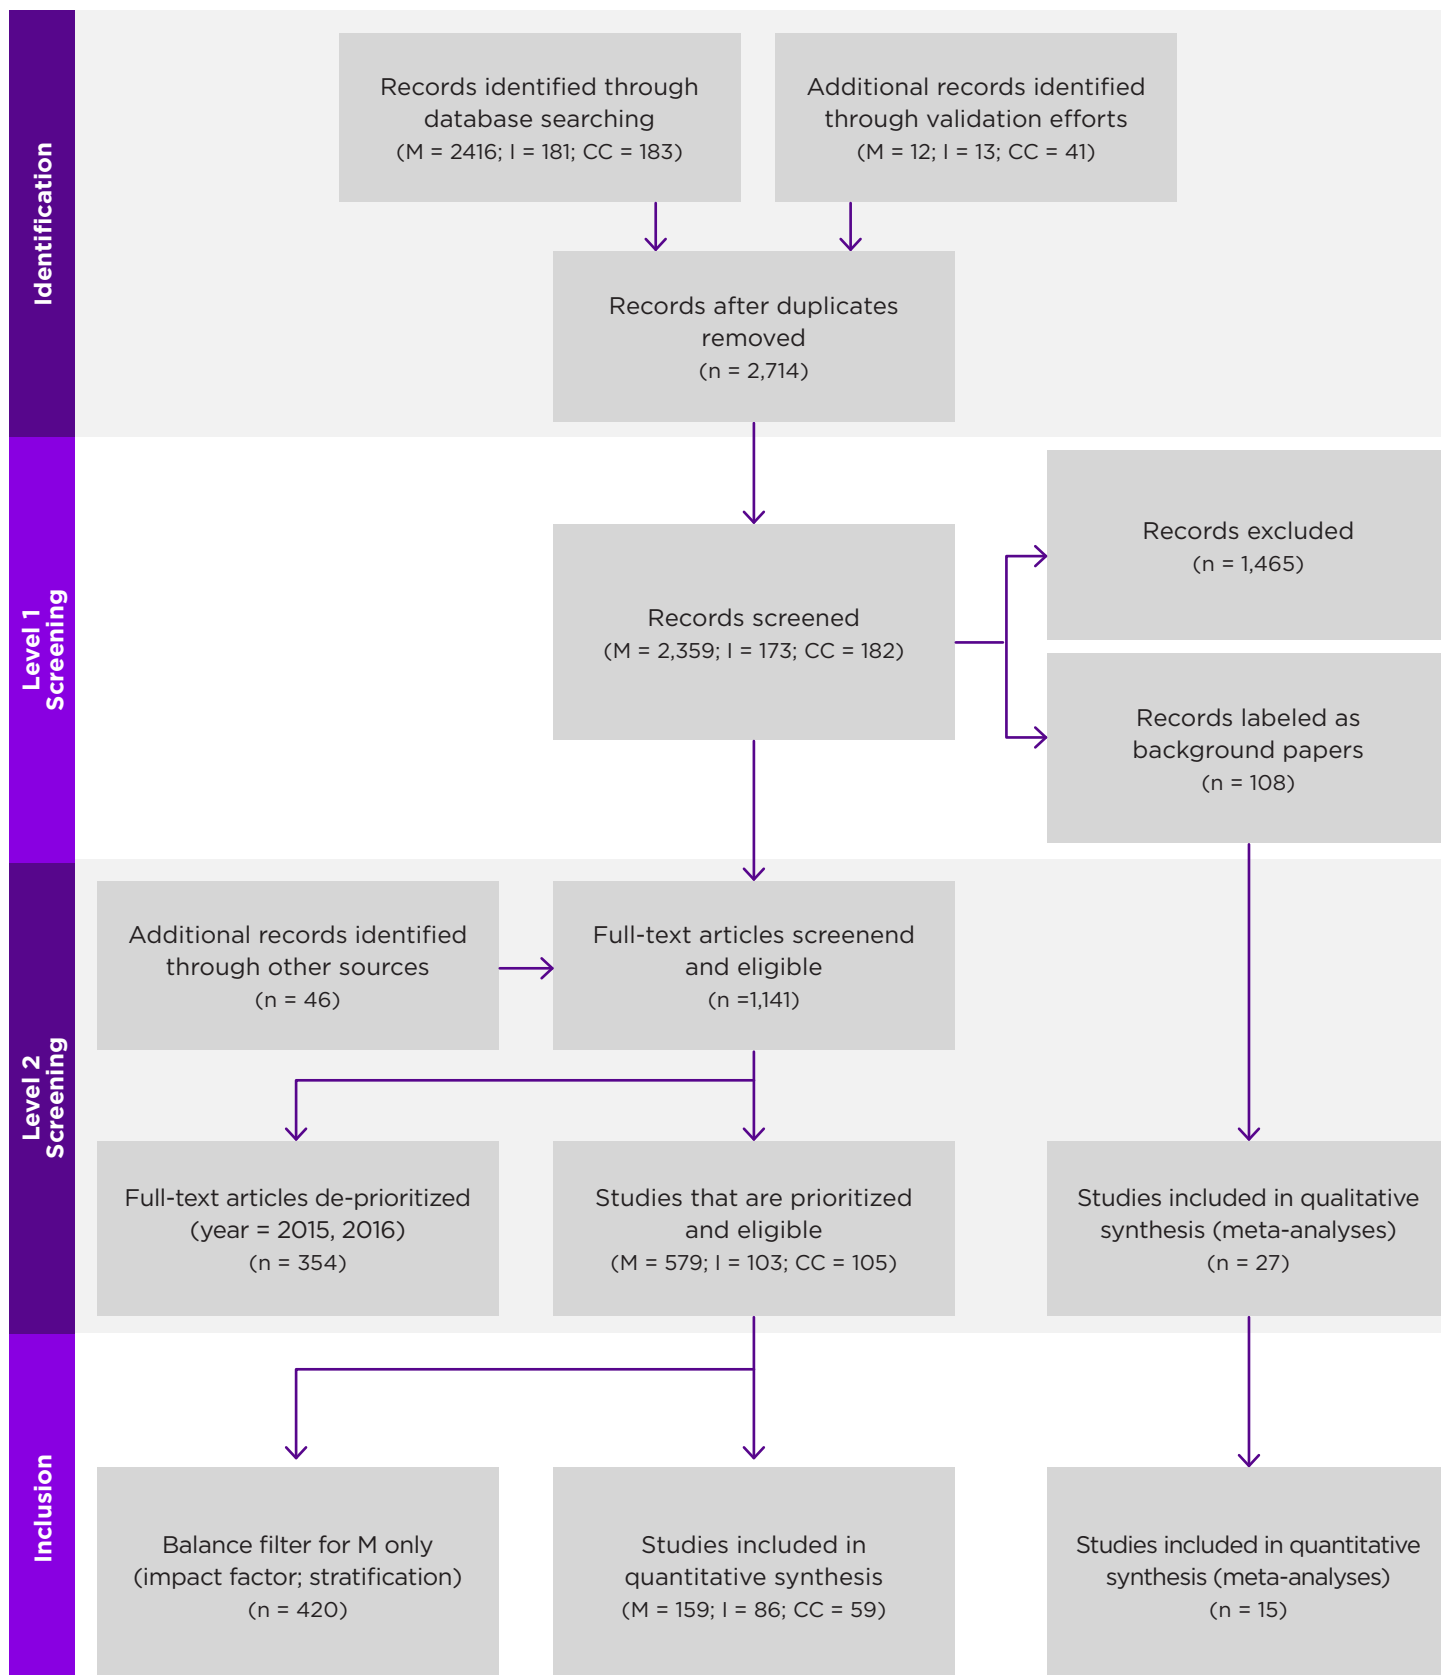 Identification
Records identified through
database searching
(M = 2416; I = 181; CC = 183)
Additional records identified
through validation efforts
(M = 12; I = 13; CC = 41)
Records after duplicates
removed
(n = 2,714)
Level 1
Screening
Records screened
(M = 2,359; I = 173; CC = 182)
Records excluded
(n = 1,465)
Records labeled as
background papers
(n = 108)
Level 2
Screening
Additional records identified
through other sources
(n = 46)
Full-text articles screenend
and eligible
(n =1,141)
Full-text articles de-prioritized
(year = 2015, 2016)
(n = 354)
Studies that are prioritized
and eligible
(M = 579; I = 103; CC = 105)
Studies included in qualitative
synthesis (meta-analyses)
(n = 27)
Inclusion
Balance filter for M only
(impact factor; stratification)
(n = 420)
Studies included in
quantitative synthesis
(M = 159; I = 86; CC = 59)
Studies included in quantitative
synthesis (meta-analyses)
(n = 15)